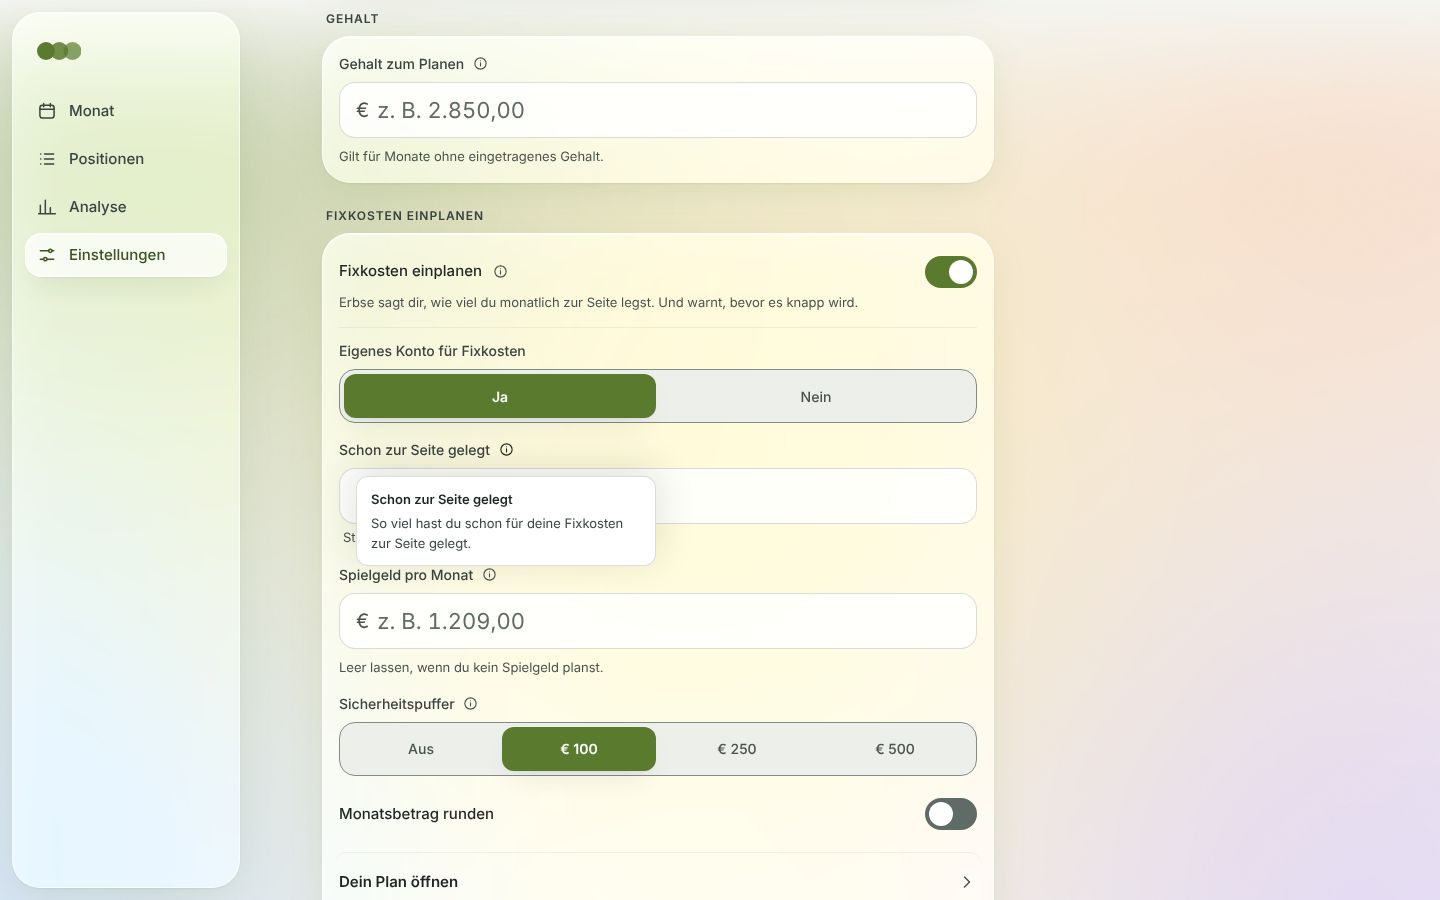 GEHALT
Gehalt zum Planen
€ z. B. 2.850,00
Gilt für Monate ohne eingetragenes Gehalt.
Monat
Positionen
Analyse
Einstellungen
FIXKOSTEN EINPLANEN
Fixkosten einplanen
Erbse sagt dir, wie viel du monatlich zur Seite legst. Und warnt, bevor es knapp wird.
Eigenes Konto für Fixkosten
Ja
Nein
Schon zur Seite gelegt
Schon zur Seite gelegt
So viel hast du schon für deine Fixkosten
zur Seite gelegt.
Spielgeld pro Monat
€ z. B. 1.209,00
Leer lassen, wenn du kein Spielgeld planst.
Sicherheitspuffer
Aus
€ 100
€ 250
€ 500
Monatsbetrag runden
Dein Plan öffnen